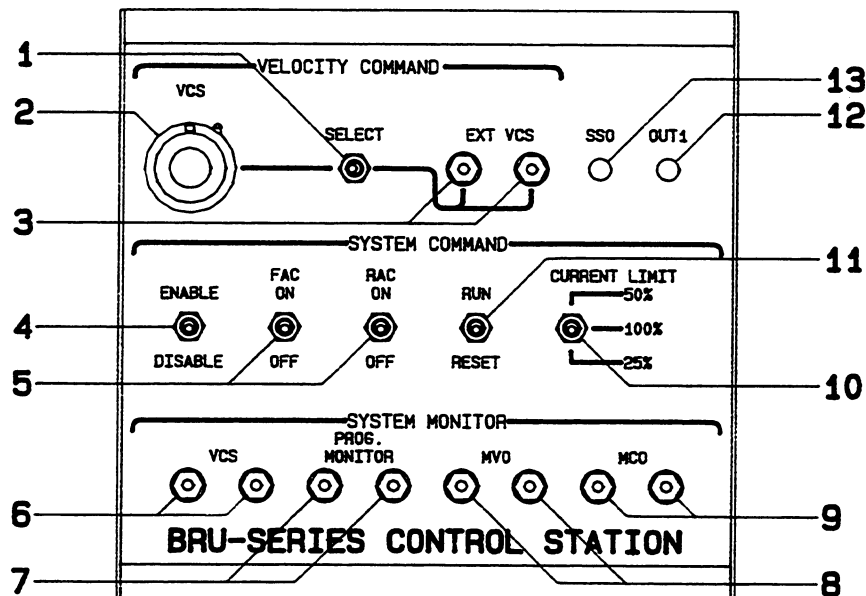 1
VELOCITY COMMAND
13
VCS
2
12
SELECT
EXT VCS
SSO
OUT1
3
SYSTEM COMMAND
11
FAC
ON
RAC
ON
CURRENT LIMIT
ENABLE
RUN
50%
4
100%
DISABLE
OFF
OFF
RESET
25%
5
10
SYSTEM MONITOR
VCS
PROG.
MONITOR
MVO
MCO
6
9
BRU-SERIES CONTROL STATION
7
8